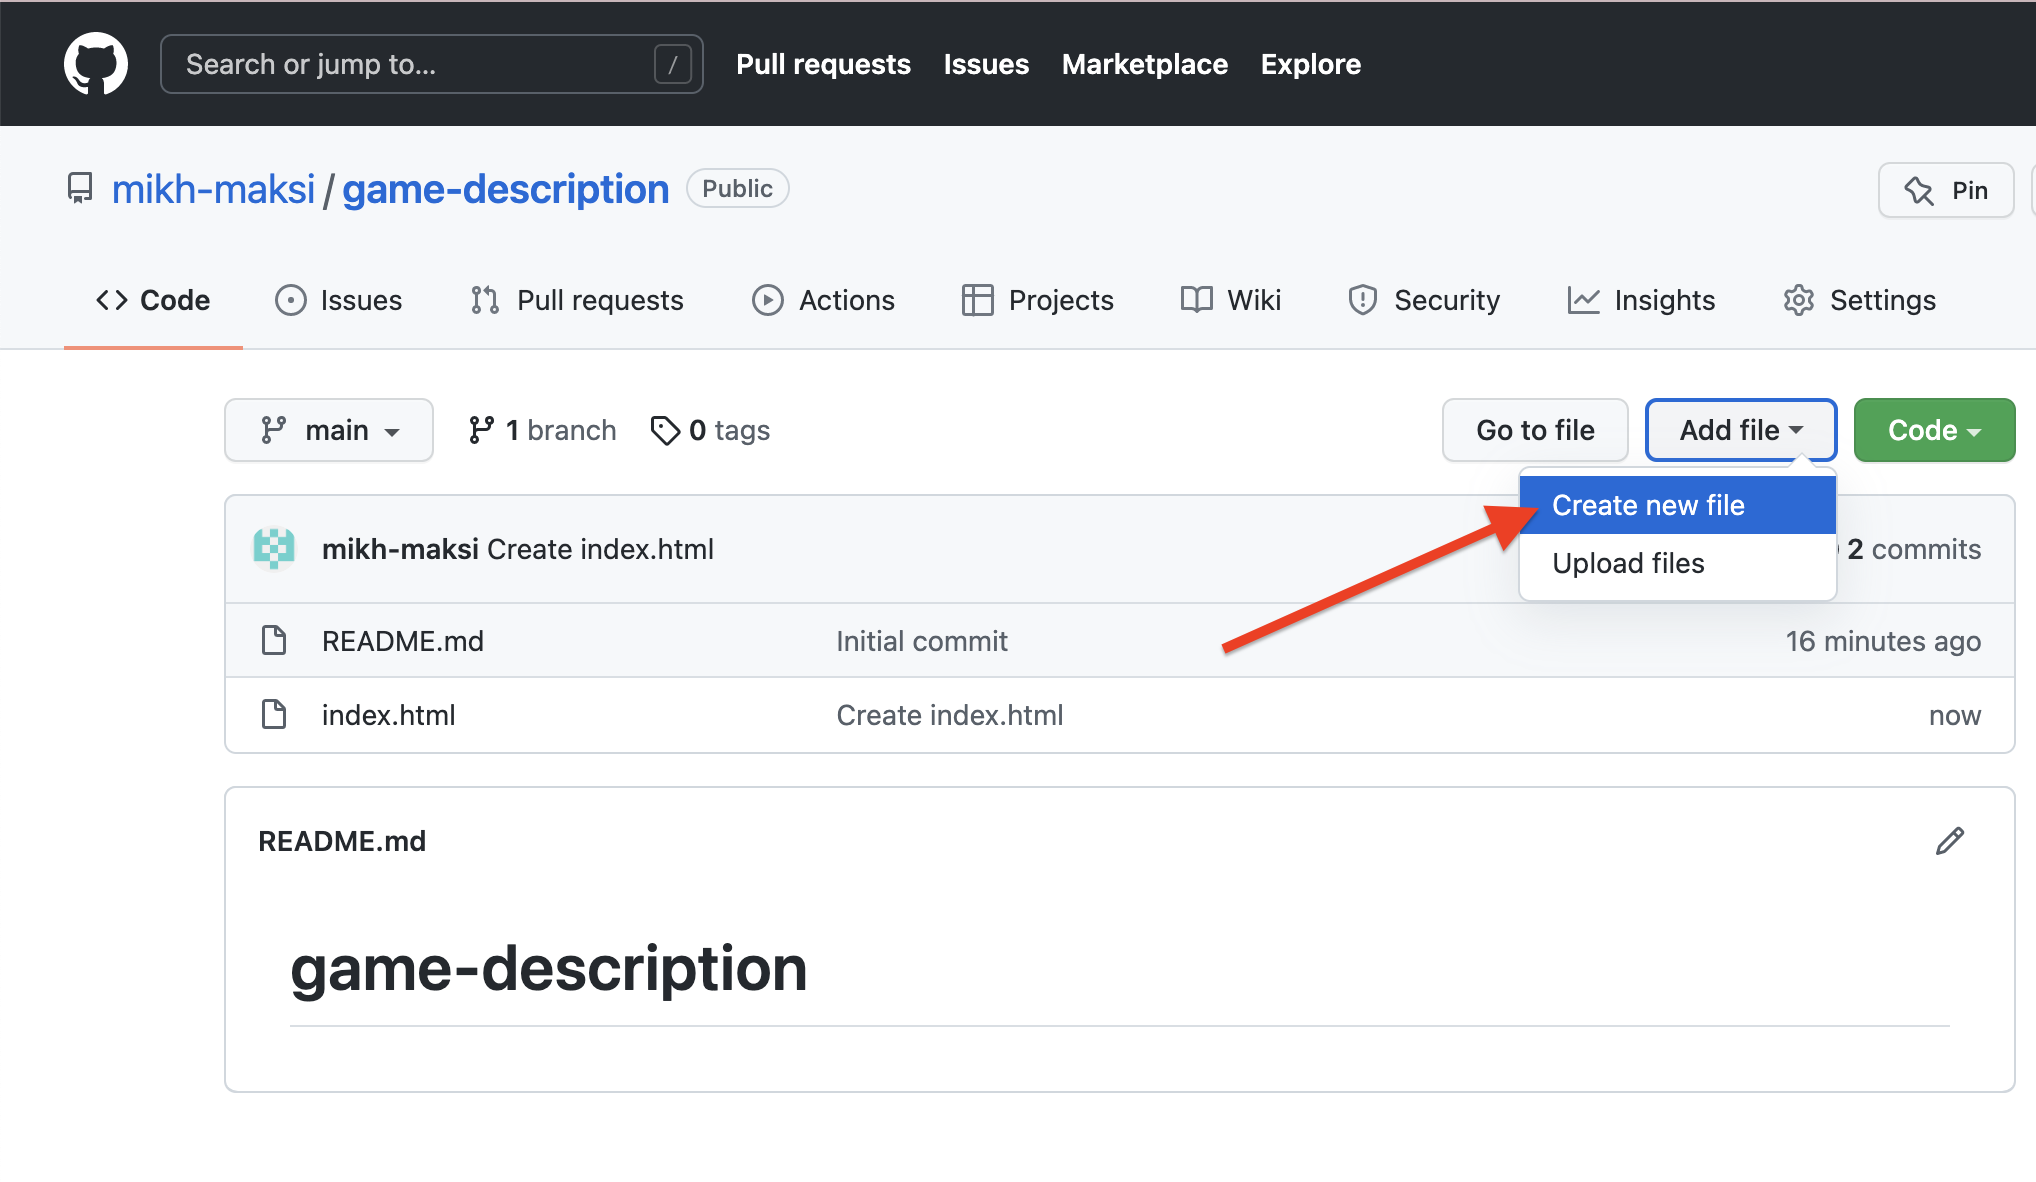 Search or jump to... /
Pull requests Issues Marketplace Explore
mikh-maksi / game-description Public
Pin
Code Issues Pull requests Actions Projects Wiki Security Insights Settings
main 1 branch 0 tags
Go to file Add file Code
Create new file
Upload files
mikh-maksi Create index.html 2 commits
README.md Initial commit 16 minutes ago
index.html Create index.html now
README.md
game-description